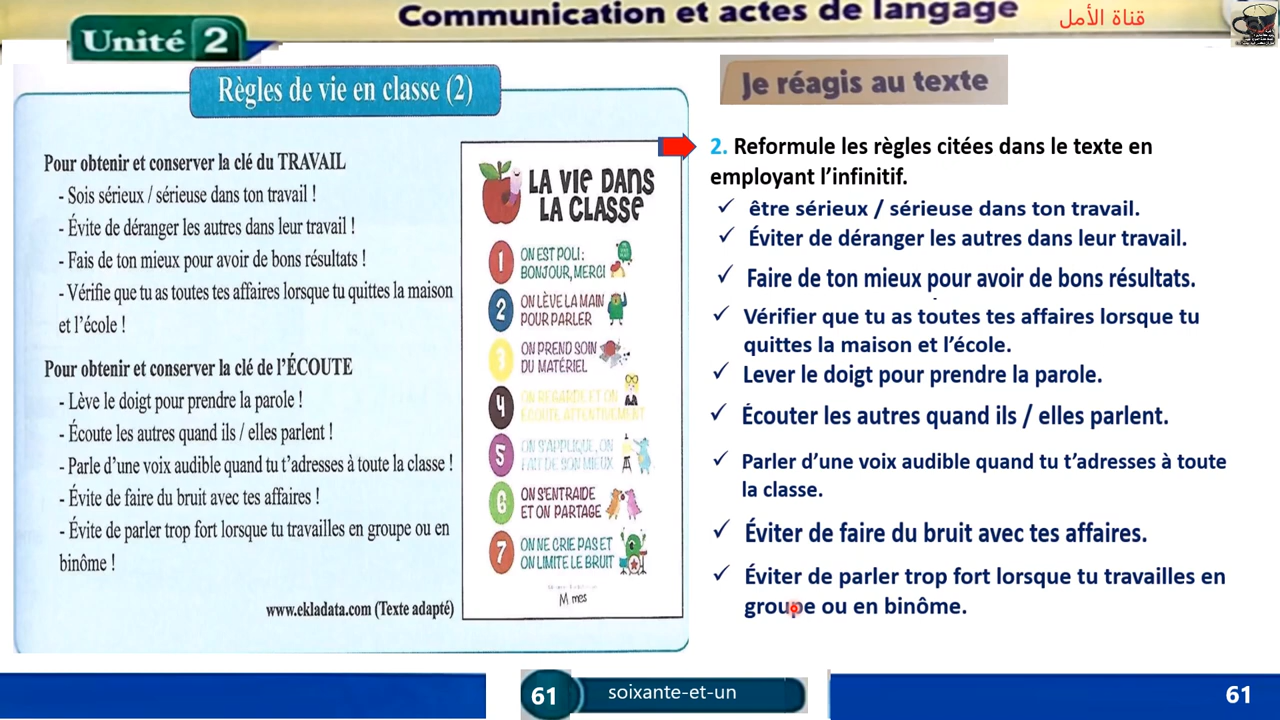 Communication et actes de langage
قناة الأمل
Unité 2
Règles de vie en classe (2)
Pour obtenir et conserver la clé du TRAVAIL
- Sois sérieux / sérieuse dans ton travail !
- Évite de déranger les autres dans leur travail !
- Fais de ton mieux pour avoir de bons résultats !
- Vérifie que tu as toutes tes affaires lorsque tu quittes la maison
et l'école !
Pour obtenir et conserver la clé de l'ÉCOUTE
- Lève le doigt pour prendre la parole !
- Écoute les autres quand ils / elles parlent !
- Parle d'une voix audible quand tu t'adresses à toute la classe !
- Évite de faire du bruit avec tes affaires !
- Évite de parler trop fort lorsque tu travailles en groupe ou en
binôme !
www.ekladata.com (Texte adapté)
LA VIE DANS
LA CLASSE
1 ON EST POLI :
BONJOUR, MERCI
2 ON LÈVE LA MAIN
POUR PARLER
3 ON PREND SOIN
DU MATÉRIEL
4 ON REGARDE ET ON
ÉCOUTE ATTENTIVEMENT
5 ON S'APPLIQUE, ON
FAIT DE SON MIEUX
6 ON S'ENTRAIDE
ET ON PARTAGE
7 ON NE CRIE PAS ET
ON LIMITE LE BRUIT
M mes
Je réagis au texte
2. Reformule les règles citées dans le texte en
employant l'infinitif.
✓ être sérieux / sérieuse dans ton travail.
✓ Éviter de déranger les autres dans leur travail.
✓ Faire de ton mieux pour avoir de bons résultats.
✓ Vérifier que tu as toutes tes affaires lorsque tu
quittes la maison et l'école.
✓ Lever le doigt pour prendre la parole.
✓ Écouter les autres quand ils / elles parlent.
✓ Parler d'une voix audible quand tu t'adresses à toute
la classe.
✓ Éviter de faire du bruit avec tes affaires.
✓ Éviter de parler trop fort lorsque tu travailles en
groupe ou en binôme.
61 soixante-et-un
61